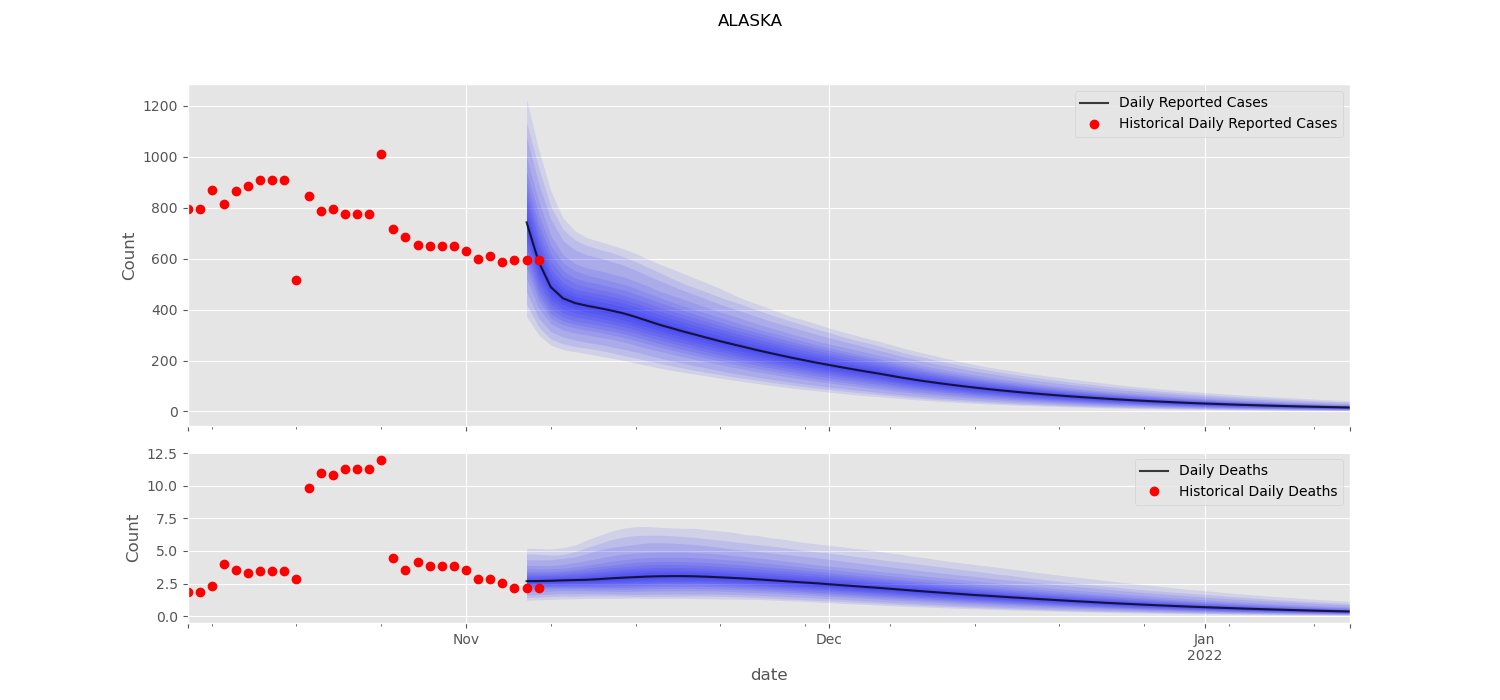 ALASKA
Count
1200
1000
800
600
400
200
0
Daily Reported Cases
Historical Daily Reported Cases
Count
12.5
10.0
7.5
5.0
2.5
0.0
Daily Deaths
Historical Daily Deaths
Nov
Dec
Jan
2022
date